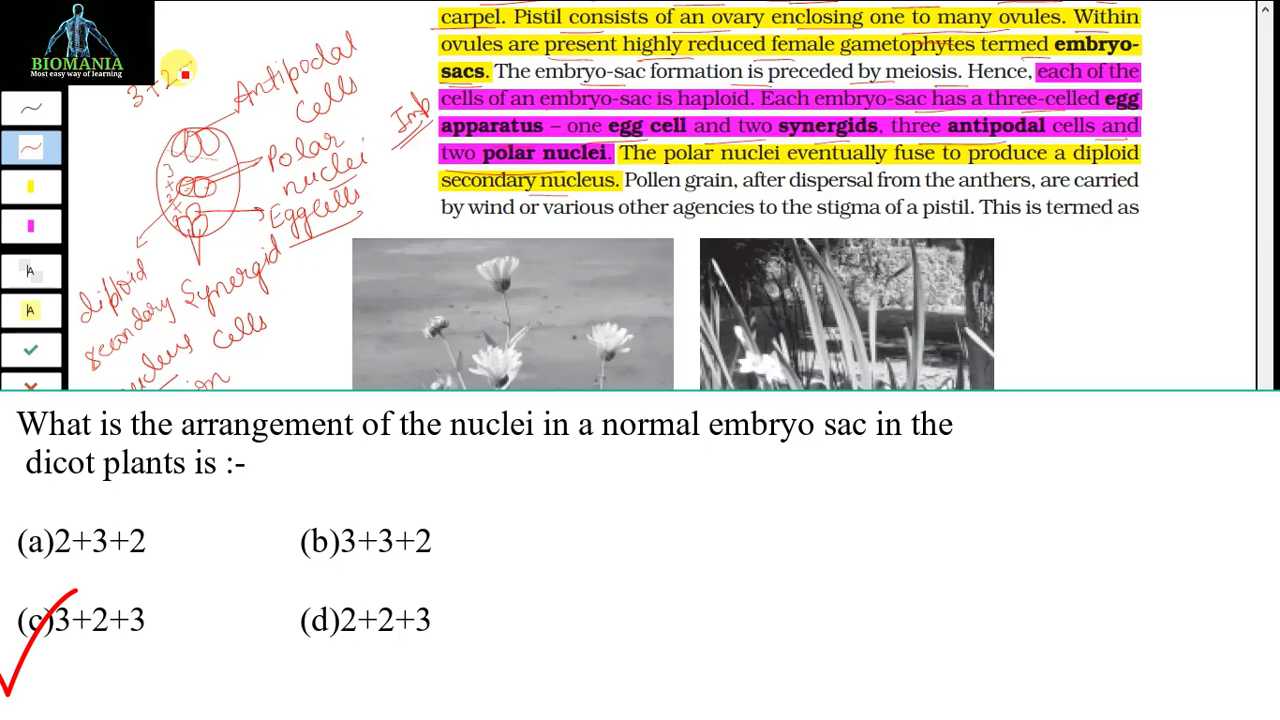 BIOMANIA
Most easy way of learning
3+2
Antipodal
Cells
Imp
Polar
nuclei
Egg cells
3
+
2
+
diploid
secondary
Synergid
cells
carpel. Pistil consists of an ovary enclosing one to many ovules. Within
ovules are present highly reduced female gametophytes termed embryo-
sacs. The embryo-sac formation is preceded by meiosis. Hence, each of the
cells of an embryo-sac is haploid. Each embryo-sac has a three-celled egg
apparatus – one egg cell and two synergids, three antipodal cells and
two polar nuclei. The polar nuclei eventually fuse to produce a diploid
secondary nucleus. Pollen grain, after dispersal from the anthers, are carried
by wind or various other agencies to the stigma of a pistil. This is termed as
What is the arrangement of the nuclei in a normal embryo sac in the
dicot plants is :-
(a)2+3+2 (b)3+3+2
(c)3+2+3 (d)2+2+3